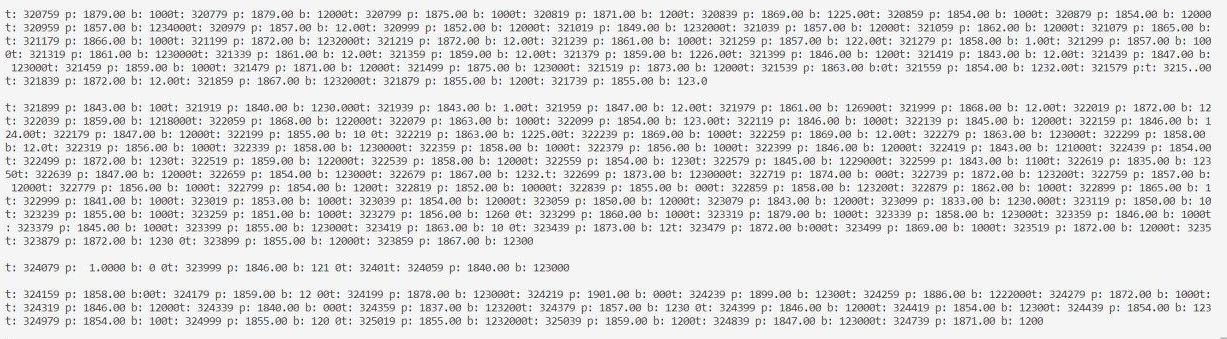 t: 320759 p: 1879.00 b: 1000t: 320779 p: 1879.00 b: 12000t: 320799 p: 1875.00 b: 1000t: 320819 p: 1871.00 b: 1200t: 320839 p: 1869.00 b: 1225.00t: 320859 p: 1854.00 b: 1000t: 320879 p: 1854.00 b: 12000
t: 320959 p: 1857.00 b: 1234000t: 320979 p: 1857.00 b: 12.00t: 320999 p: 1852.00 b: 12000t: 321019 p: 1849.00 b: 1232000t: 321039 p: 1857.00 b: 12000t: 321059 p: 1862.00 b: 12000t: 321079 p: 1865.00 b:
t: 321179 p: 1866.00 b: 1000t: 321199 p: 1872.00 b: 1232000t: 321219 p: 1872.00 b: 12.00t: 321239 p: 1861.00 b: 1000t: 321259 p: 1857.00 b: 122.00t: 321279 p: 1858.00 b: 1.00t: 321299 p: 1857.00 b: 100
0t: 321319 p: 1861.00 b: 123000t: 321339 p: 1861.00 b: 12.00t: 321359 p: 1859.00 b: 12.00t: 321379 p: 1859.00 b: 1226.00t: 321399 p: 1846.00 b: 1200t: 321419 p: 1843.00 b: 12.00t: 321439 p: 1847.00 b:
123000t: 321459 p: 1859.00 b: 1000t: 321479 p: 1871.00 b: 12000t: 321499 p: 1875.00 b: 123000t: 321519 p: 1873.00 b: 12000t: 321539 p: 1863.00 b:0t: 321559 p: 1854.00 b: 1232.00t: 321579 p:t: 3215..00
t: 321839 p: 1872.00 b: 12.00t: 321859 p: 1867.00 b: 1232000t: 321879 p: 1855.00 b: 1200t: 321739 p: 1855.00 b: 123.0

t: 321899 p: 1843.00 b: 100t: 321919 p: 1840.00 b: 1230.000t: 321939 p: 1843.00 b: 1.00t: 321959 p: 1847.00 b: 12.00t: 321979 p: 1861.00 b: 126900t: 321999 p: 1868.00 b: 12.00t: 322019 p: 1872.00 b: 12
t: 322039 p: 1859.00 b: 1218000t: 322059 p: 1868.00 b: 122000t: 322079 p: 1863.00 b: 1000t: 322099 p: 1854.00 b: 123.00t: 322119 p: 1846.00 b: 1000t: 322139 p: 1845.00 b: 12000t: 322159 p: 1846.00 b: 1
24.00t: 322179 p: 1847.00 b: 12000t: 322199 p: 1855.00 b: 10 0t: 322219 p: 1863.00 b: 1225.00t: 322239 p: 1869.00 b: 1000t: 322259 p: 1869.00 b: 12.00t: 322279 p: 1863.00 b: 123000t: 322299 p: 1858.00
b: 12.0t: 322319 p: 1856.00 b: 1000t: 322339 p: 1858.00 b: 1230000t: 322359 p: 1858.00 b: 1000t: 322379 p: 1856.00 b: 1000t: 322399 p: 1846.00 b: 12000t: 322419 p: 1843.00 b: 121000t: 322439 p: 1854.00
t: 322499 p: 1872.00 b: 1230t: 322519 p: 1859.00 b: 122000t: 322539 p: 1858.00 b: 12000t: 322559 p: 1854.00 b: 1230t: 322579 p: 1845.00 b: 1229000t: 322599 p: 1843.00 b: 1100t: 322619 p: 1835.00 b: 123
50t: 322639 p: 1847.00 b: 12000t: 322659 p: 1854.00 b: 123000t: 322679 p: 1867.00 b: 1232.t: 322699 p: 1873.00 b: 1230000t: 322719 p: 1874.00 b: 000t: 322739 p: 1872.00 b: 123200t: 322759 p: 1857.00 b:
12000t: 322779 p: 1856.00 b: 1000t: 322799 p: 1854.00 b: 1200t: 322819 p: 1852.00 b: 10000t: 322839 p: 1855.00 b: 000t: 322859 p: 1858.00 b: 123200t: 322879 p: 1862.00 b: 1000t: 322899 p: 1865.00 b: 1
t: 322999 p: 1841.00 b: 1000t: 323019 p: 1853.00 b: 1000t: 323039 p: 1854.00 b: 12000t: 323059 p: 1850.00 b: 12000t: 323079 p: 1843.00 b: 12000t: 323099 p: 1833.00 b: 1230.000t: 323119 p: 1850.00 b: 10
t: 323239 p: 1855.00 b: 1000t: 323259 p: 1851.00 b: 1000t: 323279 p: 1856.00 b: 1260 0t: 323299 p: 1860.00 b: 1000t: 323319 p: 1879.00 b: 1000t: 323339 p: 1858.00 b: 123000t: 323359 p: 1846.00 b: 1000t
: 323379 p: 1845.00 b: 1000t: 323399 p: 1855.00 b: 123000t: 323419 p: 1863.00 b: 10 0t: 323439 p: 1873.00 b: 12t: 323479 p: 1872.00 b:000t: 323499 p: 1869.00 b: 1000t: 323519 p: 1872.00 b: 12000t: 3235
t: 323879 p: 1872.00 b: 1230 0t: 323899 p: 1855.00 b: 12000t: 323859 p: 1867.00 b: 12300

t: 324079 p:  1.0000 b: 0 0t: 323999 p: 1846.00 b: 121 0t: 32401t: 324059 p: 1840.00 b: 123000

t: 324159 p: 1858.00 b:00t: 324179 p: 1859.00 b: 12 00t: 324199 p: 1878.00 b: 123000t: 324219 p: 1901.00 b: 000t: 324239 p: 1899.00 b: 12300t: 324259 p: 1886.00 b: 1222000t: 324279 p: 1872.00 b: 1000t:
t: 324319 p: 1846.00 b: 12000t: 324339 p: 1840.00 b: 000t: 324359 p: 1837.00 b: 123200t: 324379 p: 1857.00 b: 1230 0t: 324399 p: 1846.00 b: 12000t: 324419 p: 1854.00 b: 12300t: 324439 p: 1854.00 b: 123
t: 324979 p: 1854.00 b: 100t: 324999 p: 1855.00 b: 120 0t: 325019 p: 1855.00 b: 1232000t: 325039 p: 1859.00 b: 1200t: 324839 p: 1847.00 b: 123000t: 324739 p: 1871.00 b: 1200